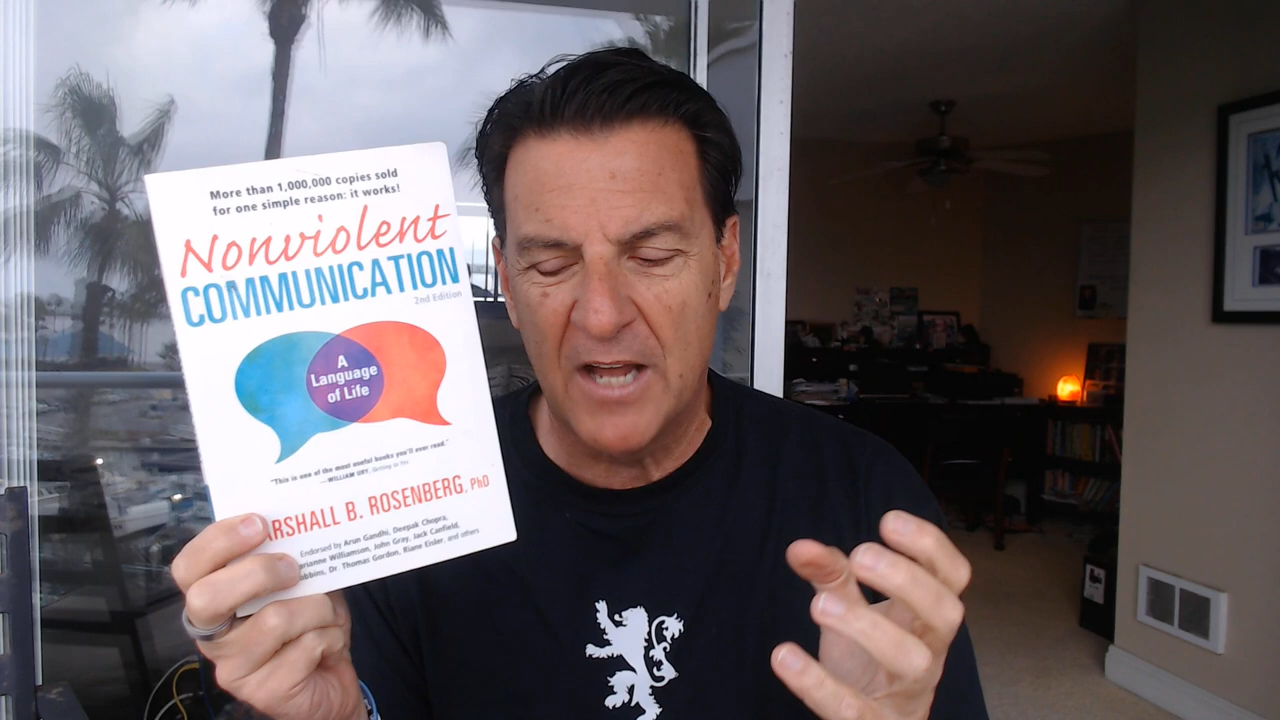 More than 1,000,000 copies sold
for one simple reason: it works!
Nonviolent
COMMUNICATION
2nd Edition
A
Language
of Life
"This is one of the most useful books you'll ever read."
—WILLIAM URY, Getting to Yes
ARSHALL B. ROSENBERG, PhD
Endorsed by Arun Gandhi, Deepak Chopra,
arianne Williamson, John Gray, Jack Canfield,
obbins, Dr. Thomas Gordon, Riane Eisler, and others